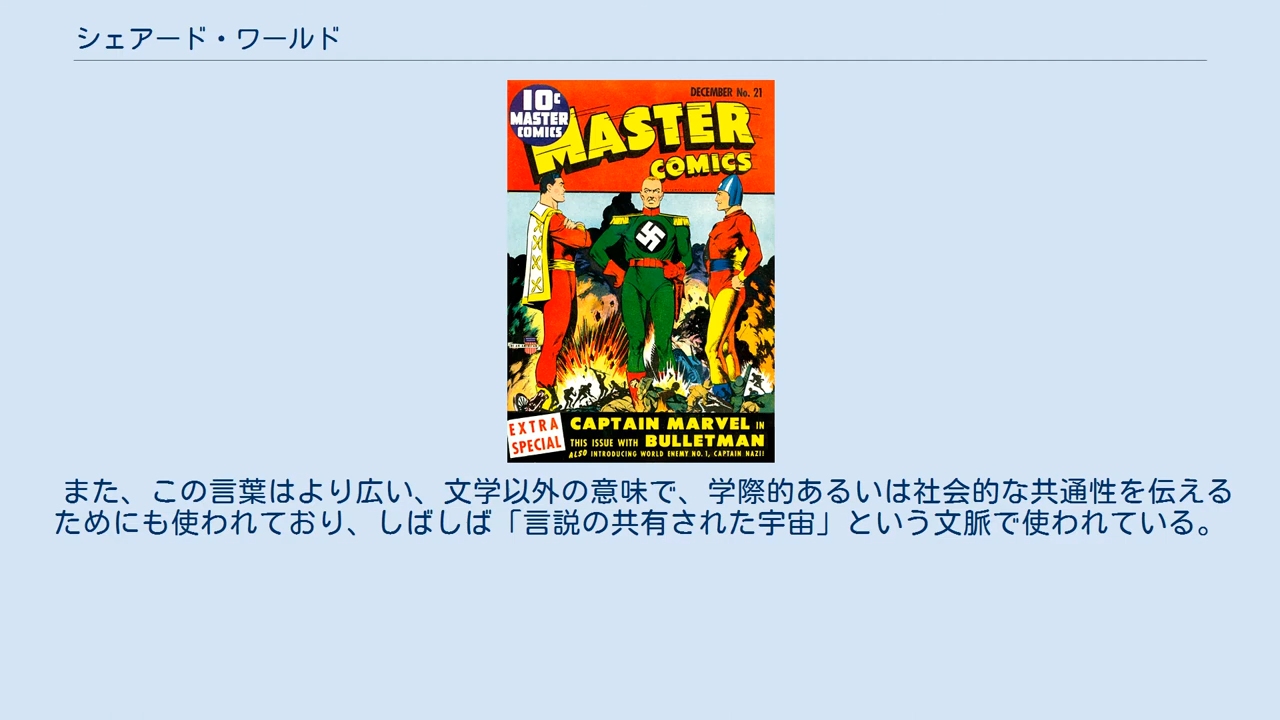 シェアード・ワールド
DECEMBER No. 21
10¢
MASTER
COMICS
MASTER
COMICS
EXTRA
SPECIAL
CAPTAIN MARVEL IN
THIS ISSUE WITH BULLETMAN
ALSO INTRODUCING WORLD ENEMY NO. 1, CAPTAIN NAZI!
また、この言葉はより広い、文学以外の意味で、学際的あるいは社会的な共通性を伝える
ためにも使われており、しばしば「言説の共有された宇宙」という文脈で使われている。